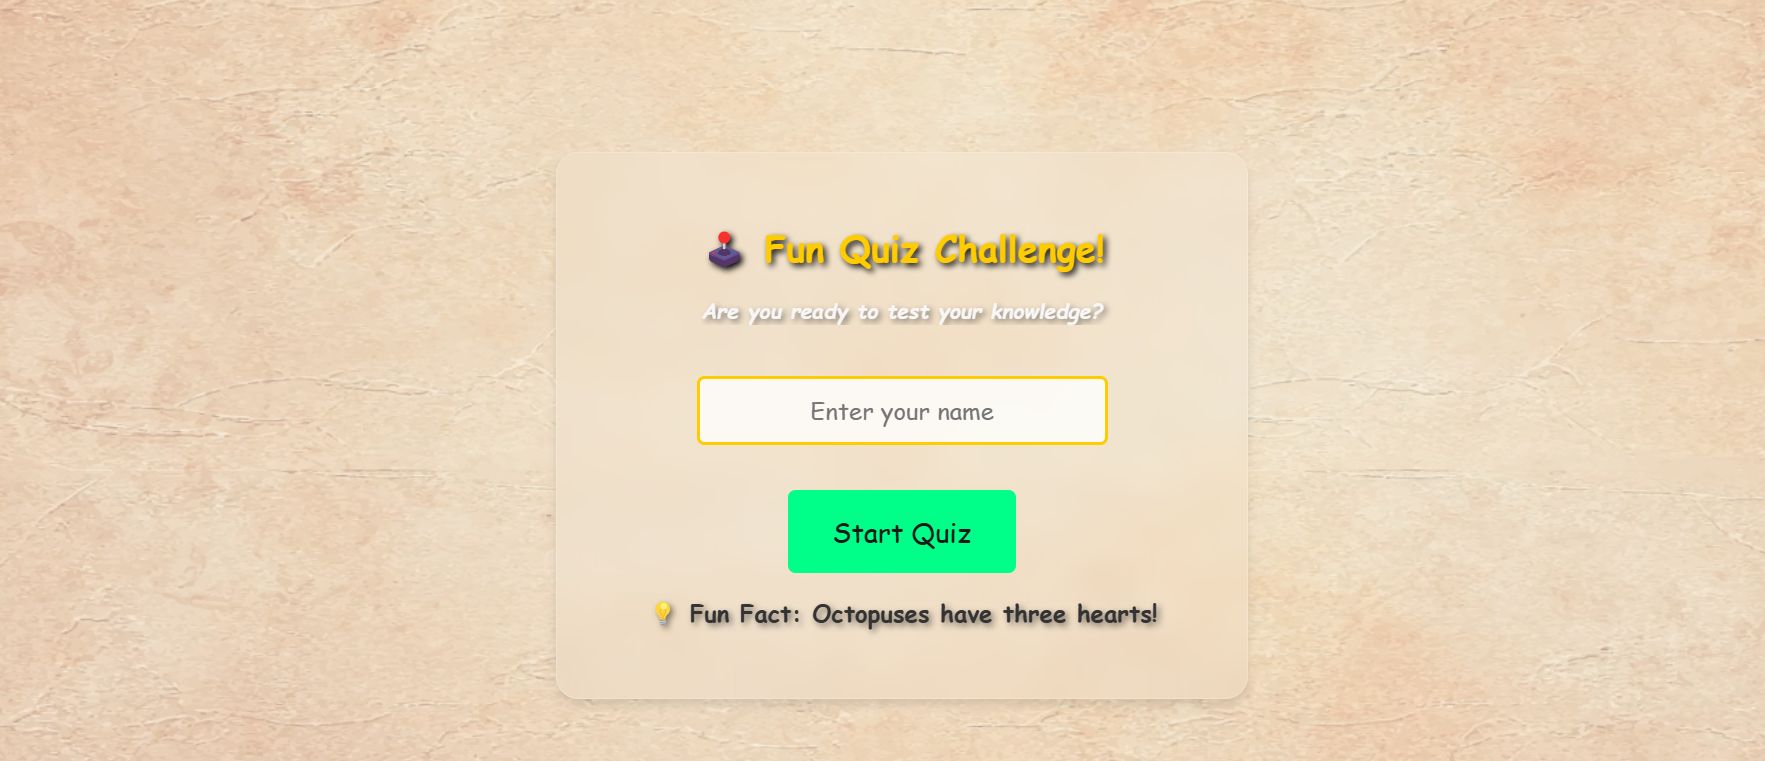 Fun Quiz Challenge!
Are you ready to test your knowledge?
Enter your name
Start Quiz
Fun Fact: Octopuses have three hearts!